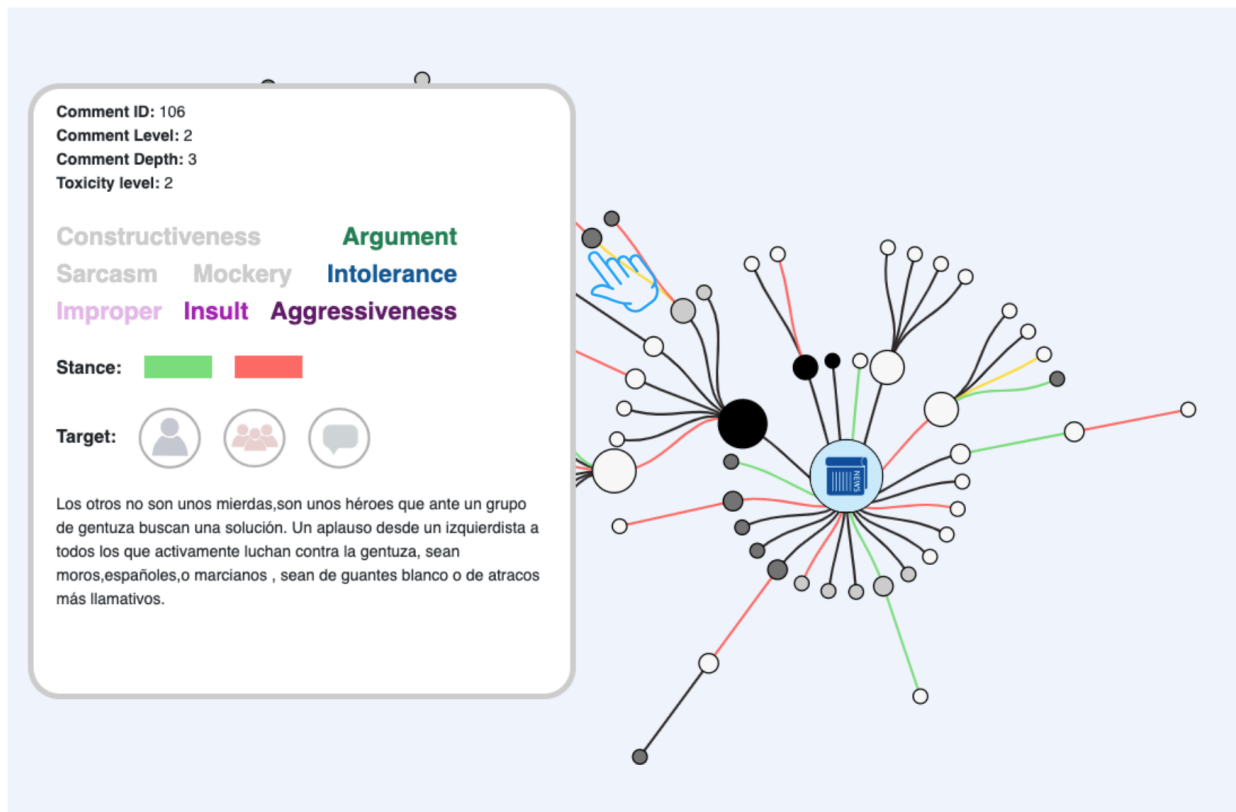 Comment ID: 106
Comment Level: 2
Comment Depth: 3
Toxicity level: 2
Constructiveness Argument
Sarcasm Mockery Intolerance
Improper Insult Aggressiveness
Stance:
Target:
Los otros no son unos mierdas,son unos héroes que ante un grupo
de gentuza buscan una solución. Un aplauso desde un izquierdista a
todos los que activamente luchan contra la gentuza, sean
moros,españoles,o marcianos , sean de guantes blanco o de atracos
más llamativos.
NEWS